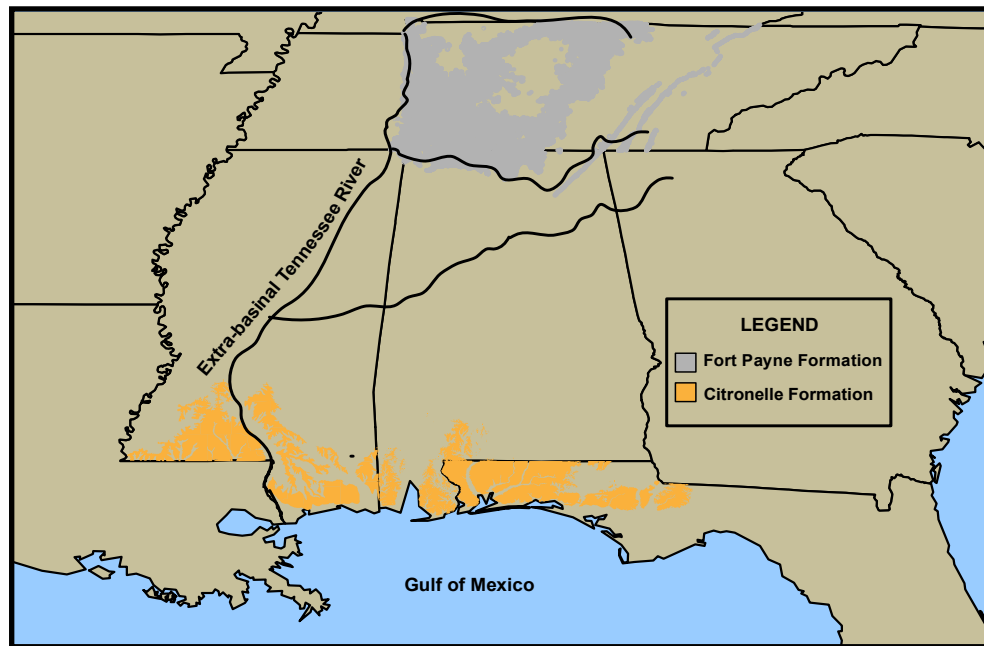 Extra-basinal Tennessee River
LEGEND
Fort Payne Formation
Citronelle Formation
Gulf of Mexico